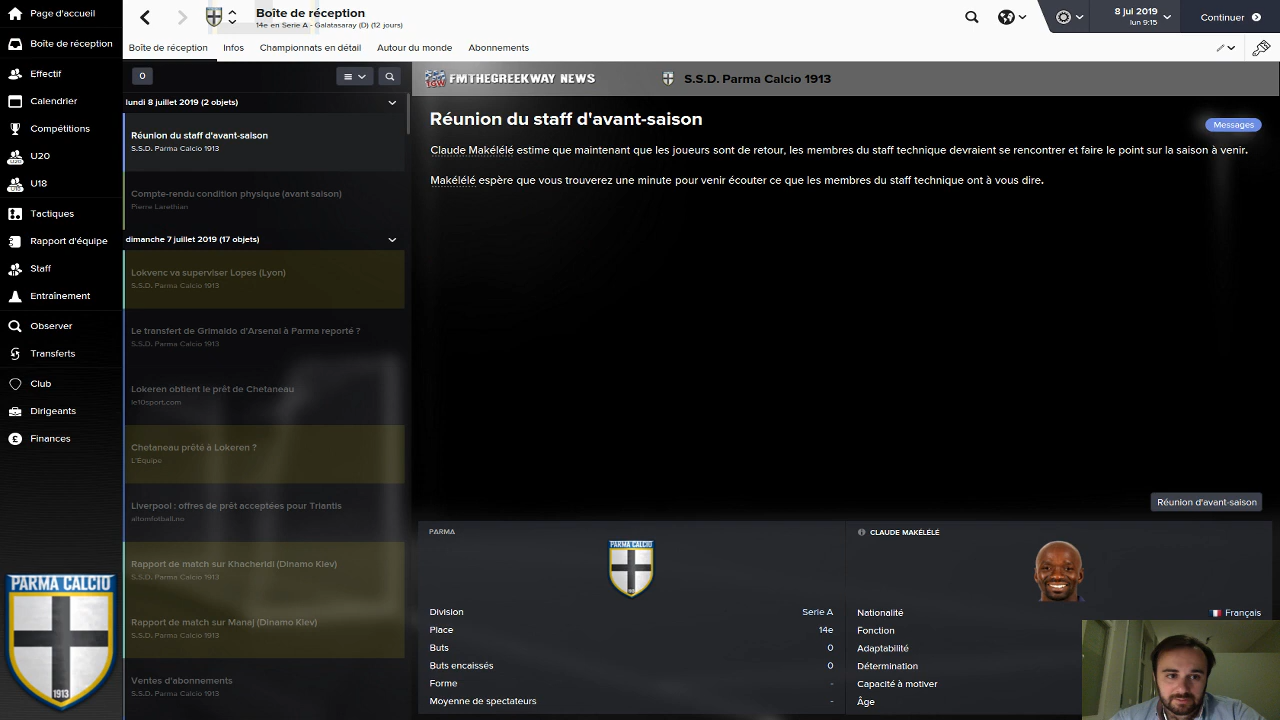 Page d'accueil
Boîte de réception
Effectif
Calendrier
Compétitions
U20
U20
U18
U18
Tactiques
Rapport d'équipe
Staff
Entraînement
Observer
Transferts
Club
Dirigeants
Finances
PARMA CALCIO
1913
Boîte de réception
14e en Serie A - Galatasaray (D) (12 jours)
8 jui 2019
lun 9:15
Continuer
Boîte de réception
Infos
Championnats en détail
Autour du monde
Abonnements
0
lundi 8 juillet 2019 (2 objets)
Réunion du staff d'avant-saison
S.S.D. Parma Calcio 1913
Compte-rendu condition physique (avant saison)
Pierre Larethian
dimanche 7 juillet 2019 (17 objets)
Lokvenc va superviser Lopes (Lyon)
S.S.D. Parma Calcio 1913
Le transfert de Grimaldo d'Arsenal à Parma reporté ?
S.S.D. Parma Calcio 1913
Lokeren obtient le prêt de Chetaneau
le10sport.com
Chetaneau prêté à Lokeren ?
L'Équipe
Liverpool : offres de prêt acceptées pour Triantis
altomfotball.no
Rapport de match sur Khacheridi (Dinamo Kiev)
S.S.D. Parma Calcio 1913
Rapport de match sur Manaj (Dinamo Kiev)
S.S.D. Parma Calcio 1913
Ventes d'abonnements
S.S.D. Parma Calcio 1913
FMTHEGREEKWAY NEWS
S.S.D. Parma Calcio 1913
Réunion du staff d'avant-saison
Messages
Claude Makélélé estime que maintenant que les joueurs sont de retour, les membres du staff technique devraient se rencontrer et faire le point sur la saison à venir.
Makélélé espère que vous trouverez une minute pour venir écouter ce que les membres du staff technique ont à vous dire.
Réunion d'avant-saison
PARMA
PARMA CALCIO
Division
Serie A
Place
14e
Buts
0
Buts encaissés
0
Forme
-
Moyenne de spectateurs
-
CLAUDE MAKÉLÉLÉ
Nationalité
Français
Fonction
Adaptabilité
Détermination
Capacité à motiver
Âge